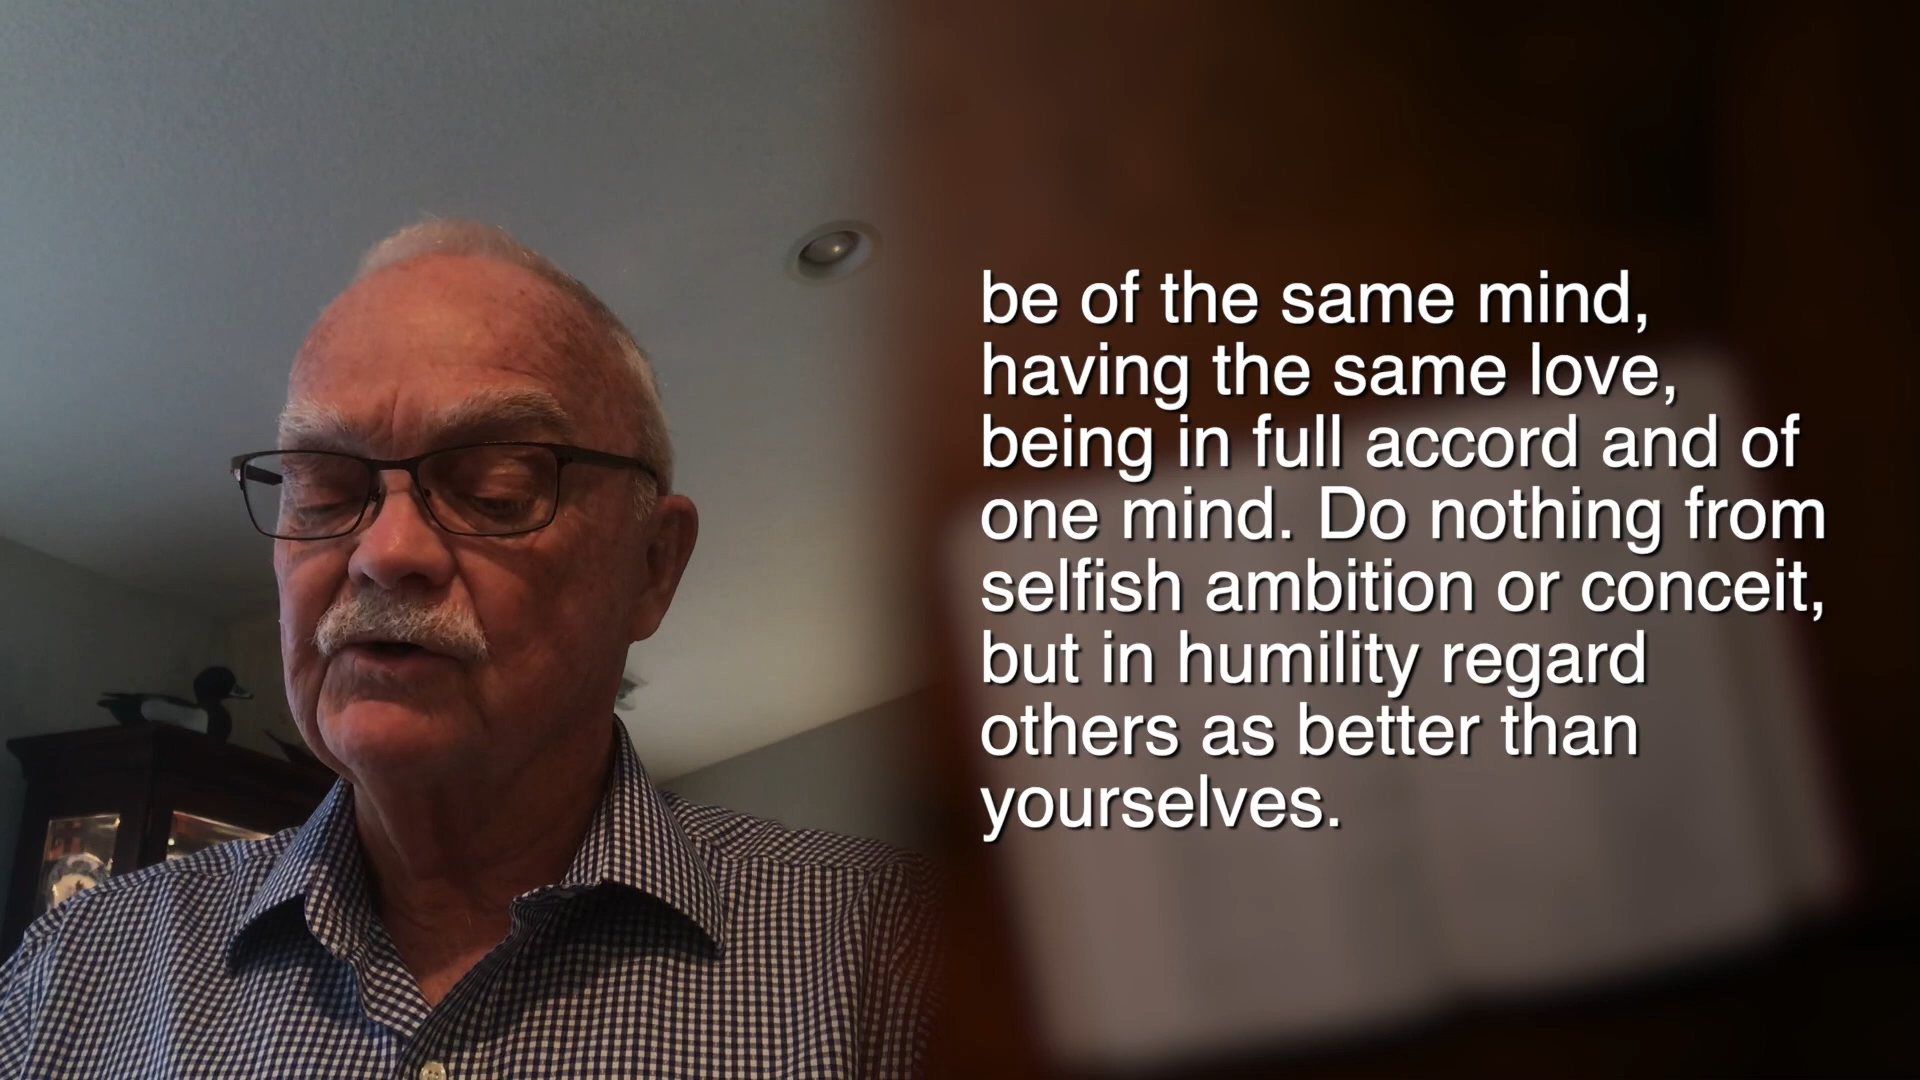 be of the same mind,
having the same love,
being in full accord and of
one mind. Do nothing from
selfish ambition or conceit,
but in humility regard
others as better than
yourselves.